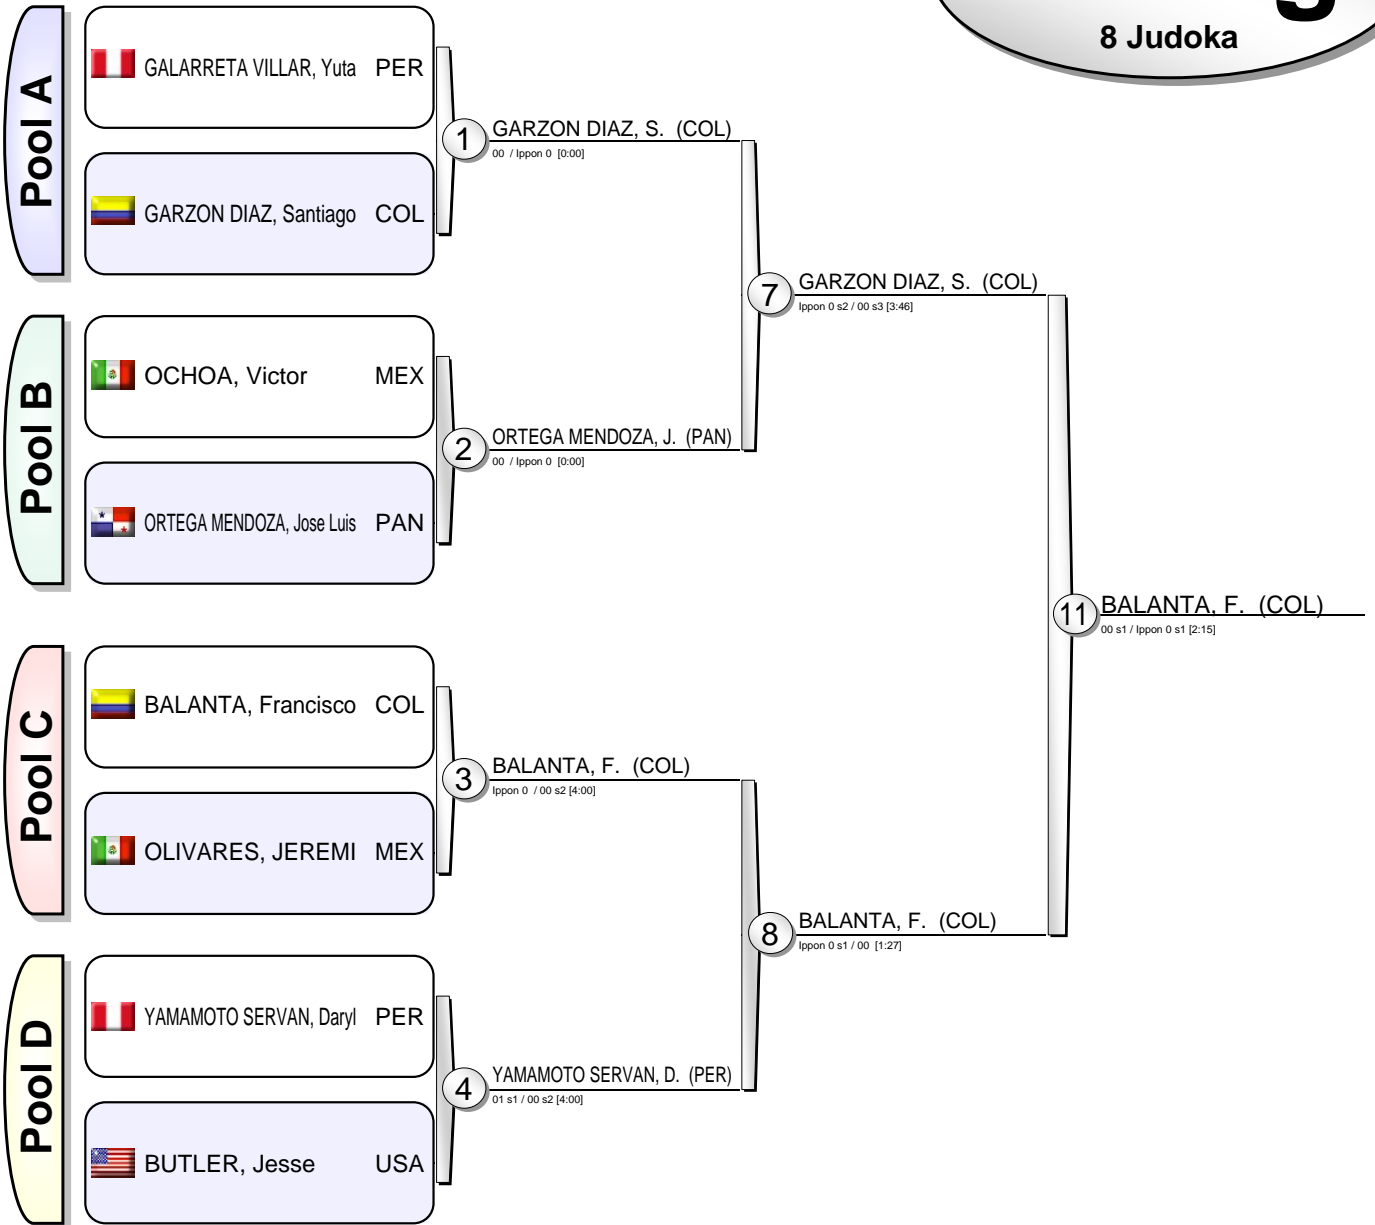 8 Judoka
Pool A
GALARRETA VILLAR, Yuta PER
GARZON DIAZ, Santiago COL
1
GARZON DIAZ, S. (COL)
00 / Ippon 0 [0:00]
Pool B
OCHOA, Victor MEX
ORTEGA MENDOZA, Jose Luis PAN
2
ORTEGA MENDOZA, J. (PAN)
00 / Ippon 0 [0:00]
7
GARZON DIAZ, S. (COL)
Ippon 0 s2 / 00 s3 [3:46]
Pool C
BALANTA, Francisco COL
OLIVARES, JEREMI MEX
3
BALANTA, F. (COL)
Ippon 0 / 00 s2 [4:00]
Pool D
YAMAMOTO SERVAN, Daryl PER
BUTLER, Jesse USA
4
YAMAMOTO SERVAN, D. (PER)
01 s1 / 00 s2 [4:00]
8
BALANTA, F. (COL)
Ippon 0 s1 / 00 [1:27]
11
BALANTA, F. (COL)
00 s1 / Ippon 0 s1 [2:15]